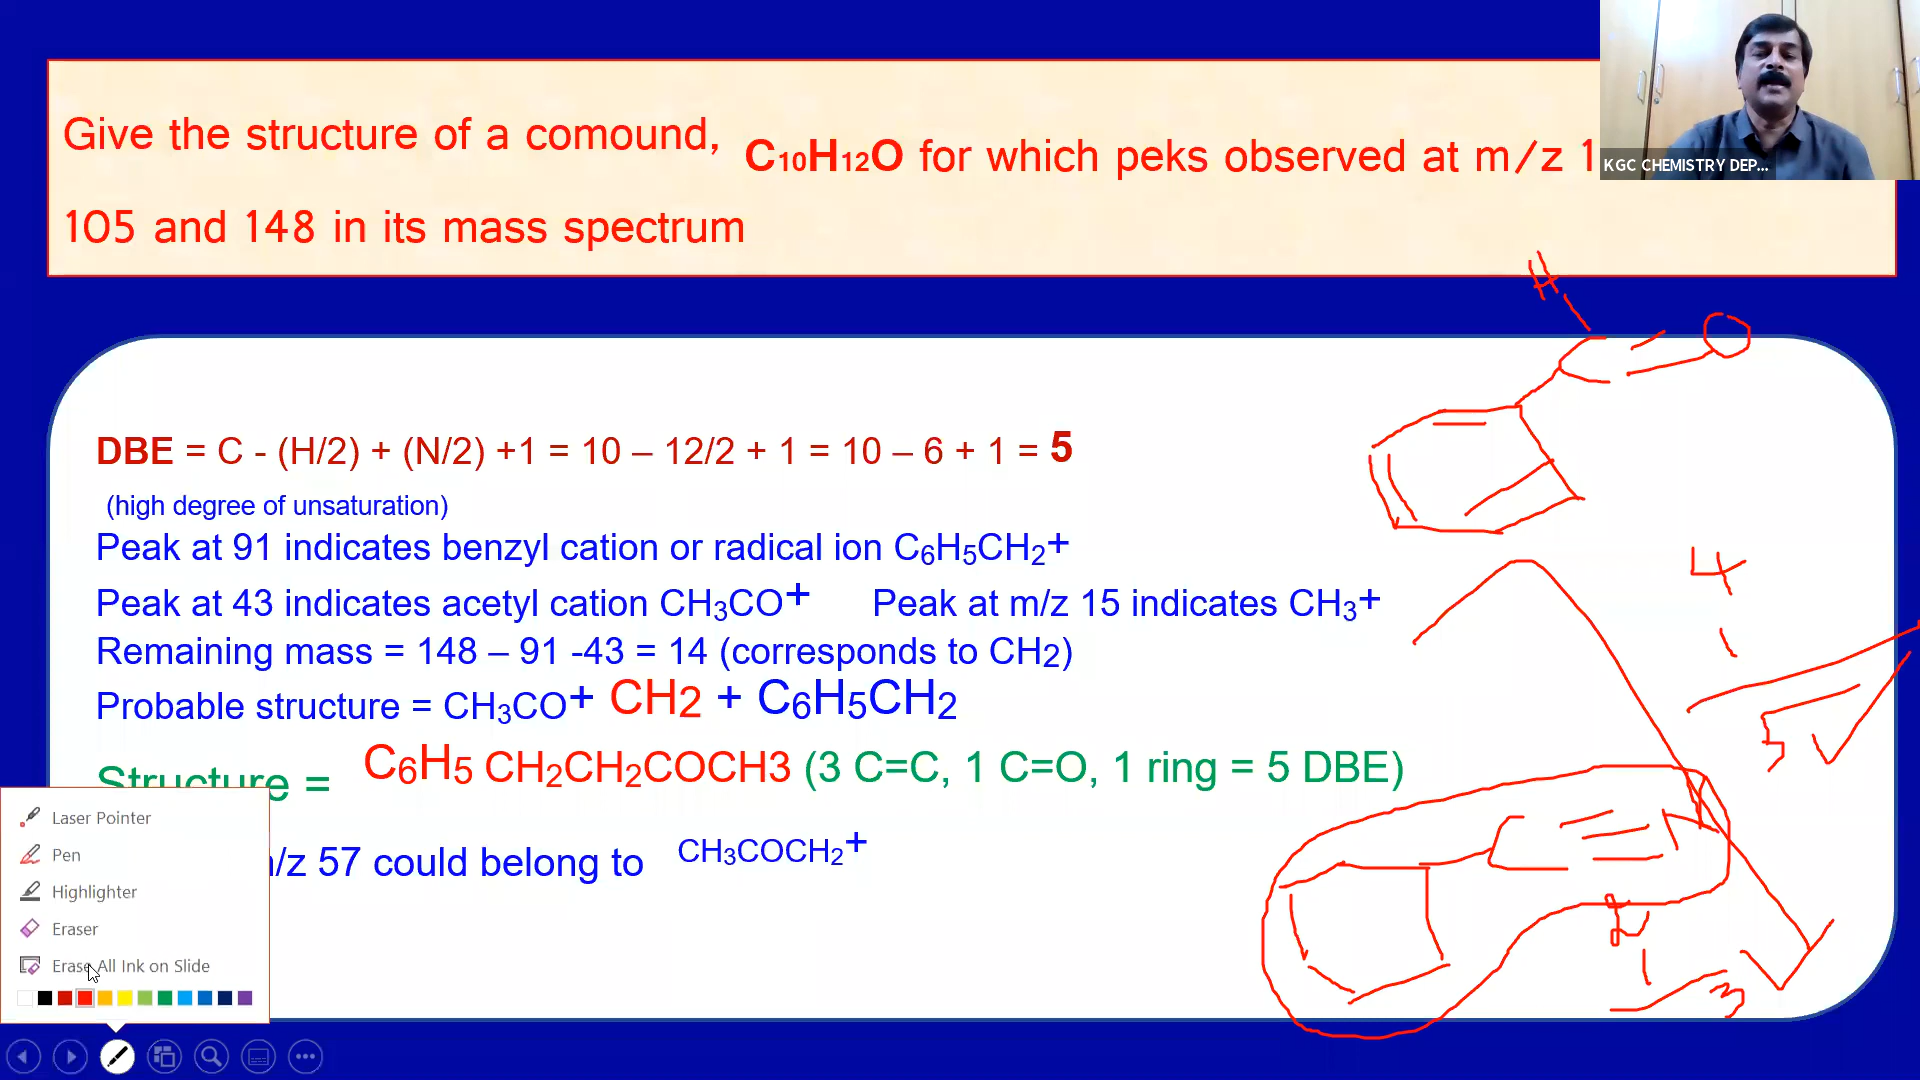 Give the structure of a comound, C10H12O for which peks observed at m/z 1
KGC CHEMISTRY DEP...
105 and 148 in its mass spectrum
H
O
DBE = C - (H/2) + (N/2) +1 = 10 – 12/2 + 1 = 10 – 6 + 1 = 5
(high degree of unsaturation)
Peak at 91 indicates benzyl cation or radical ion C6H5CH2+
4
Peak at 43 indicates acetyl cation CH3CO+ Peak at m/z 15 indicates CH3+
Remaining mass = 148 – 91 -43 = 14 (corresponds to CH2)
Probable structure = CH3CO+ CH2 + C6H5CH2
5
Structure = C6H5 CH2CH2COCH3 (3 C=C, 1 C=O, 1 ring = 5 DBE)
m/z 57 could belong to CH3COCH2+
3
Laser Pointer
Pen
Highlighter
Eraser
Erase All Ink on Slide